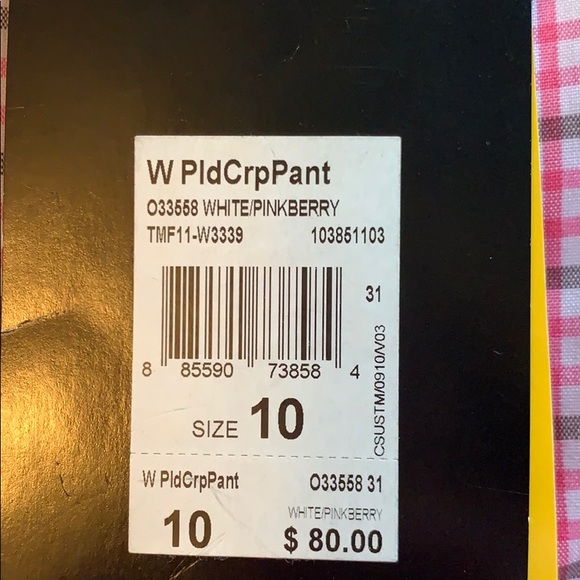 W PldCrpPant
O33558 WHITE/PINKBERRY
TMF11-W3339 103851103
31
8 85590 73858 4
CSUSTM/0910/V03
SIZE 10
W PldCrpPant O33558 31
WHITE/PINKBERRY
10 $ 80.00